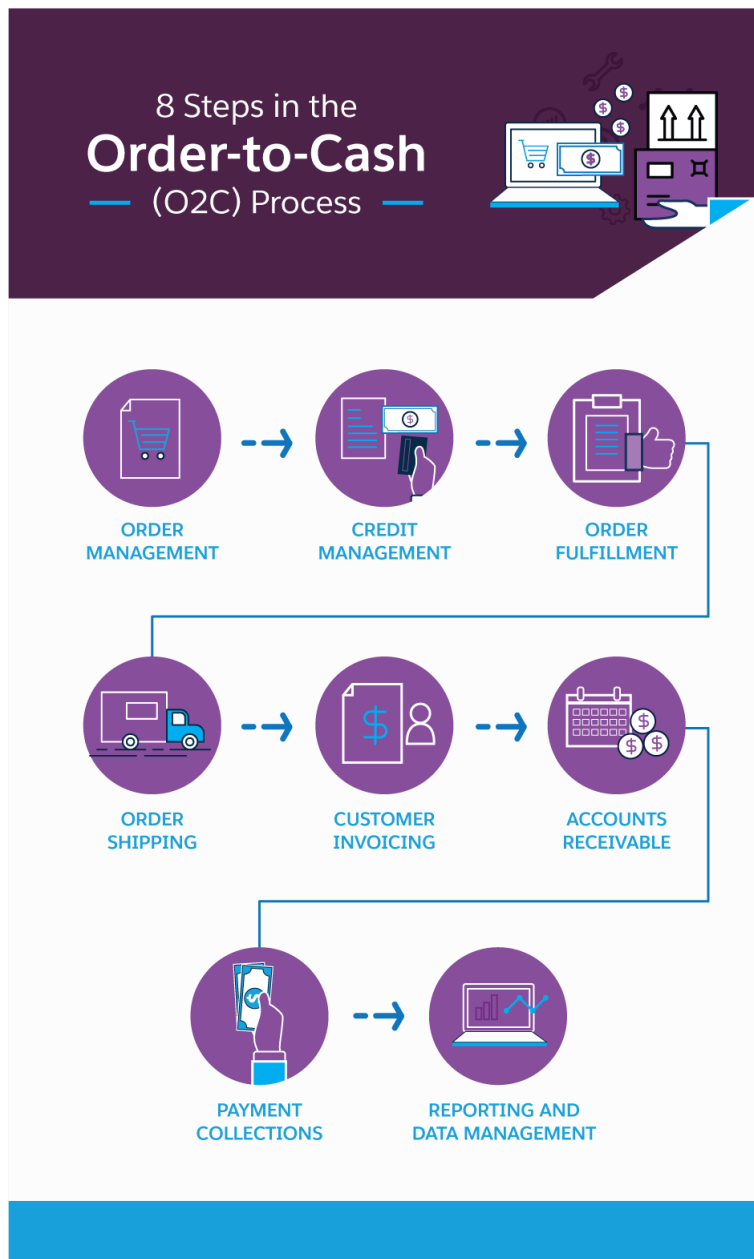 8 Steps in the
Order-to-Cash
(O2C) Process
ORDER
MANAGEMENT
CREDIT
MANAGEMENT
ORDER
FULFILLMENT
ORDER
SHIPPING
CUSTOMER
INVOICING
ACCOUNTS
RECEIVABLE
PAYMENT
COLLECTIONS
REPORTING AND
DATA MANAGEMENT